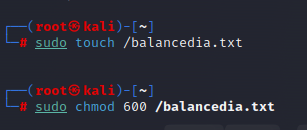 (root㉿kali)-[~]
# sudo touch /balancedia.txt
(root㉿kali)-[~]
# sudo chmod 600 /balancedia.txt